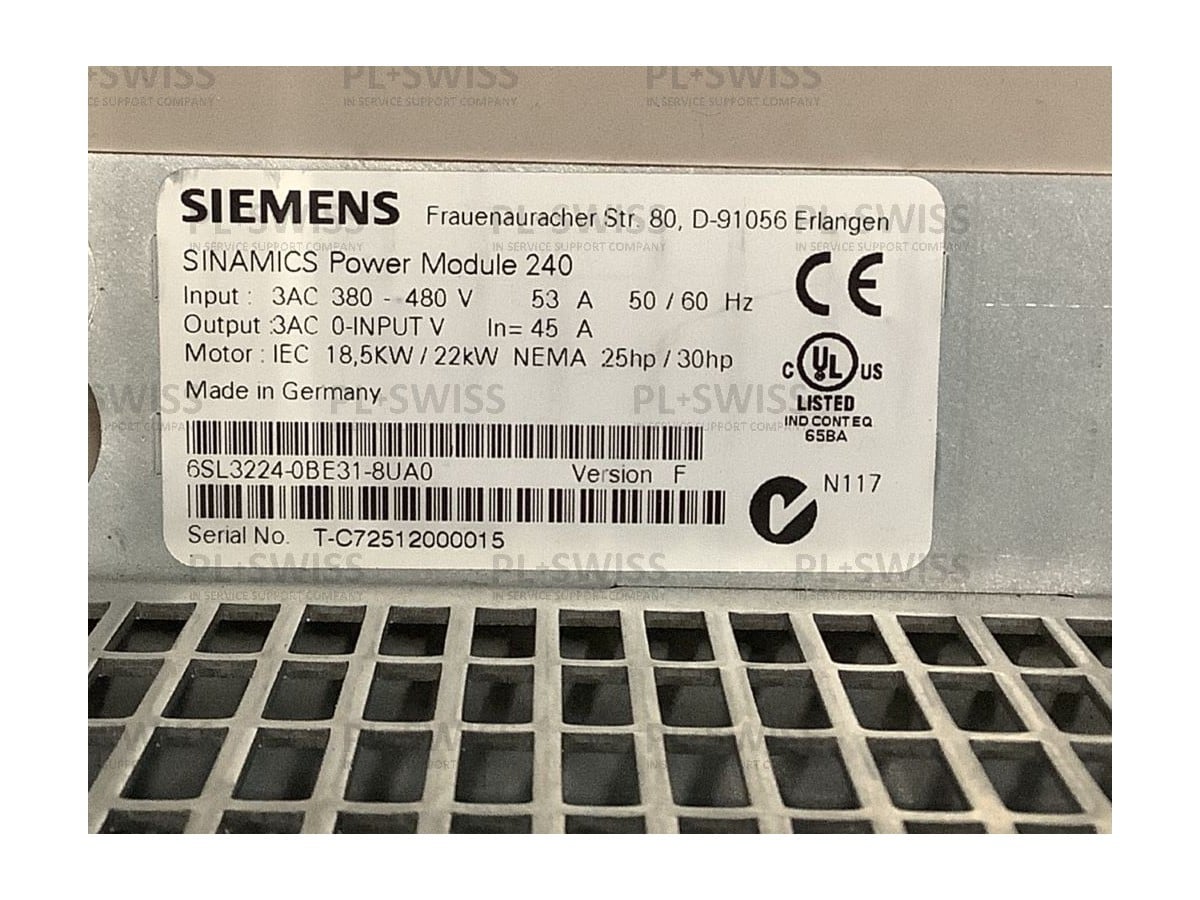 SIEMENS Frauenauracher Str. 80, D-91056 Erlangen
SINAMICS Power Module 240
Input : 3AC 380 - 480 V 53 A 50 / 60 Hz
Output :3AC 0-INPUT V In= 45 A
Motor : IEC 18,5KW / 22kW NEMA 25hp / 30hp
Made in Germany
CE
C UL US
LISTED
IND CONT EQ
65BA
6SL3224-0BE31-8UA0 Version F
N117
Serial No. T-C72512000015
PL+SWISS
IN SERVICE SUPPORT COMPANY